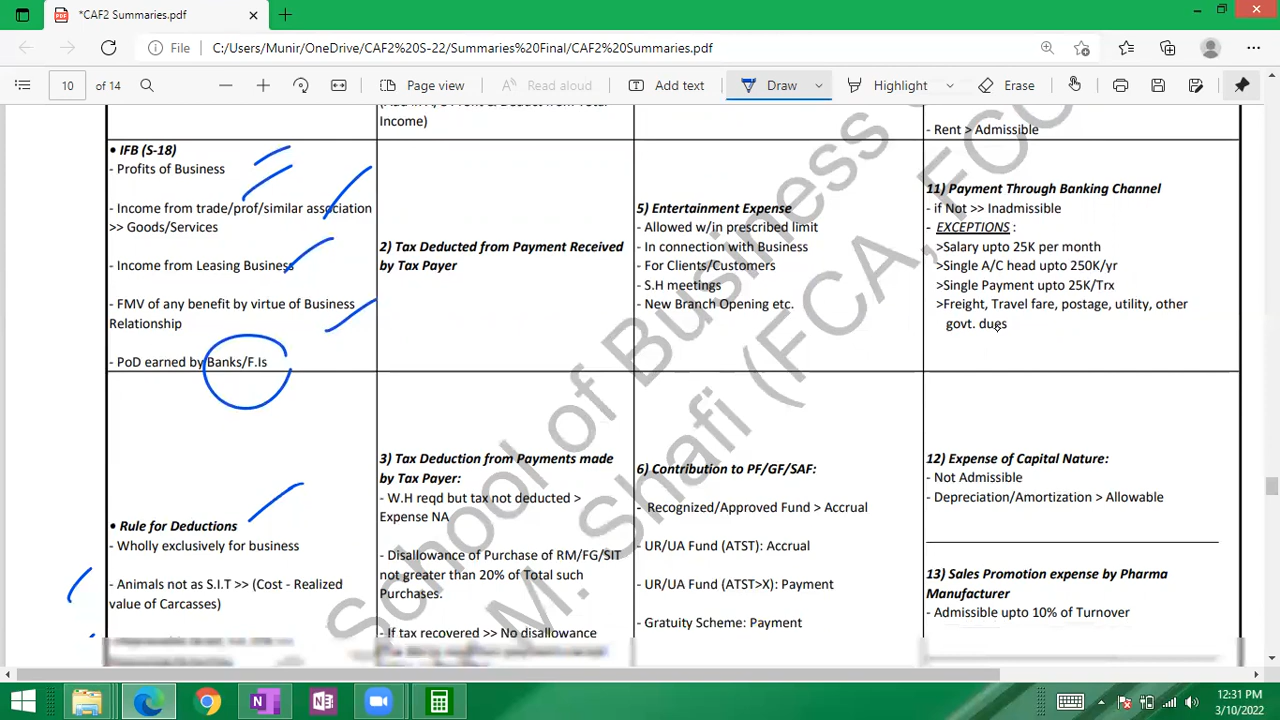 *CAF2 Summaries.pdf
File C:/Users/Munir/OneDrive/CAF2%20S-22/Summaries%20Final/CAF2%20Summaries.pdf
10 of 14 Page view Read aloud Add text Draw Highlight Erase
Income)
- Rent > Admissible
• IFB (S-18)
- Profits of Business
- Income from trade/prof/similar association
>> Goods/Services
- Income from Leasing Business
- FMV of any benefit by virtue of Business
Relationship
- PoD earned by Banks/F.Is
2) Tax Deducted from Payment Received
by Tax Payer
5) Entertainment Expense
- Allowed w/in prescribed limit
- In connection with Business
- For Clients/Customers
- S.H meetings
- New Branch Opening etc.
11) Payment Through Banking Channel
- if Not >> Inadmissible
- EXCEPTIONS :
>Salary upto 25K per month
>Single A/C head upto 250K/yr
>Single Payment upto 25K/Trx
>Freight, Travel fare, postage, utility, other
govt. dues
• Rule for Deductions
- Wholly exclusively for business
- Animals not as S.I.T >> (Cost - Realized
value of Carcasses)
3) Tax Deduction from Payments made
by Tax Payer:
- W.H reqd but tax not deducted >
Expense NA
- Disallowance of Purchase of RM/FG/SIT
not greater than 20% of Total such
Purchases.
- If tax recovered >> No disallowance
6) Contribution to PF/GF/SAF:
- Recognized/Approved Fund > Accrual
- UR/UA Fund (ATST): Accrual
- UR/UA Fund (ATST>X): Payment
- Gratuity Scheme: Payment
12) Expense of Capital Nature:
- Not Admissible
- Depreciation/Amortization > Allowable
13) Sales Promotion expense by Pharma
Manufacturer
- Admissible upto 10% of Turnover
School of Business
M. Shafi (FCA, FCC
12:31 PM
3/10/2022